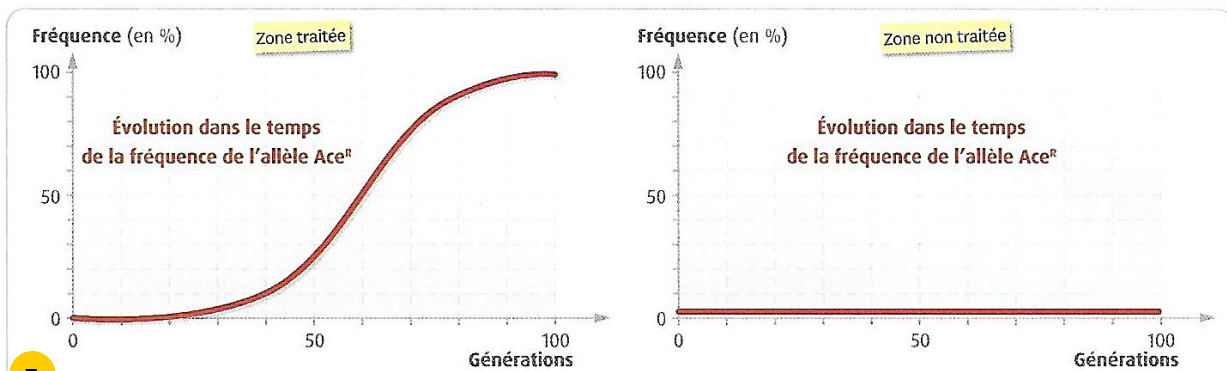 Fréquence (en %)
Zone traitée
100
Évolution dans le temps
de la fréquence de l'allèle Aceᴿ
50
0
0
50
100
Générations
Fréquence (en %)
Zone non traitée
100
Évolution dans le temps
de la fréquence de l'allèle Aceᴿ
50
0
0
50
100
Générations